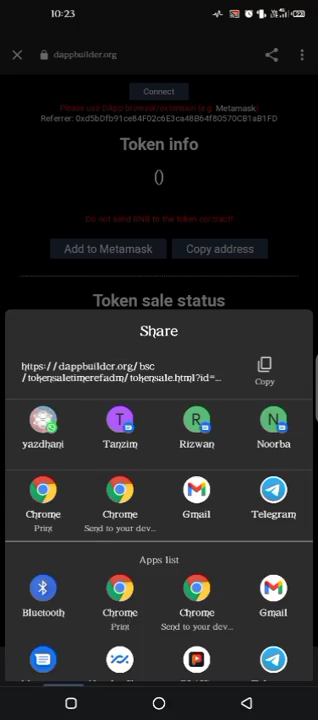 10:23
dappbuilder.org
Connect
Please use DApp browser/extension (e.g. Metamask)
Referrer: 0xd5bDfb91ce84F02c6E3ca48B64f80570CB1aB1FD
Token info
()
Do not send BNB to the token contract!
Add to Metamask Copy address
Token sale status
Share
https://dappbuilder.org/bsc
/tokensaletimerefadm/tokensale.html?id=...
Copy
yazdhani Tanzim Rizwan Noorba
Chrome Chrome Gmail Telegram
Print Send to your dev...
Apps list
Bluetooth Chrome Chrome Gmail
Print Send to your dev...